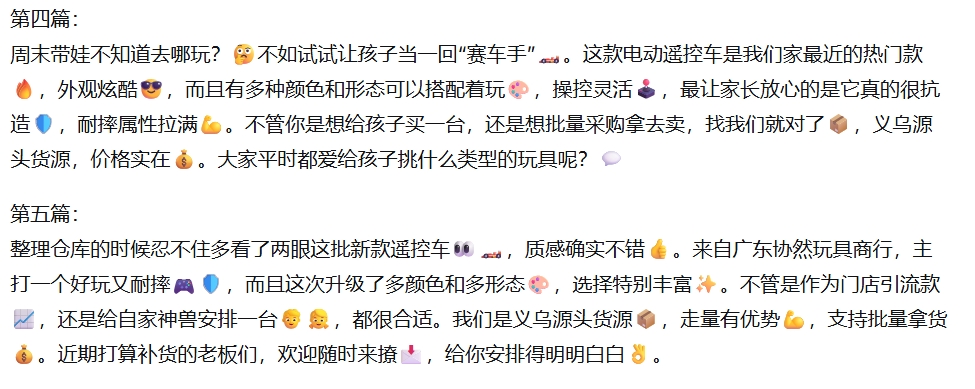 第四篇：
周末带娃不知道去哪玩？🤔不如试试让孩子当一回“赛车手”🏎️。这款电动遥控车是我们家最近的热门款
🔥，外观炫酷😎，而且有多种颜色和形态可以搭配着玩🎨，操控灵活🕹️，最让家长放心的是它真的很抗
造🛡️，耐摔属性拉满💪。不管你是想给孩子买一台，还是想批量采购拿去卖，找我们就对了📦，义乌源
头货源，价格实在💰。大家平时都爱给孩子挑什么类型的玩具呢？💬
第五篇：
整理仓库的时候忍不住多看了两眼这批新款遥控车👀🏎️，质感确实不错👍。来自广东协然玩具商行，主
打一个好玩又耐摔🎮🛡️，而且这次升级了多颜色和多形态🎨，选择特别丰富✨。不管是作为门店引流款
📈，还是给自家神兽安排一台👦👧，都很合适。我们是义乌源头货源📦，走量有优势💪，支持批量拿货
💰。近期打算补货的老板们，欢迎随时来撩📩，给你安排得明明白白👌。